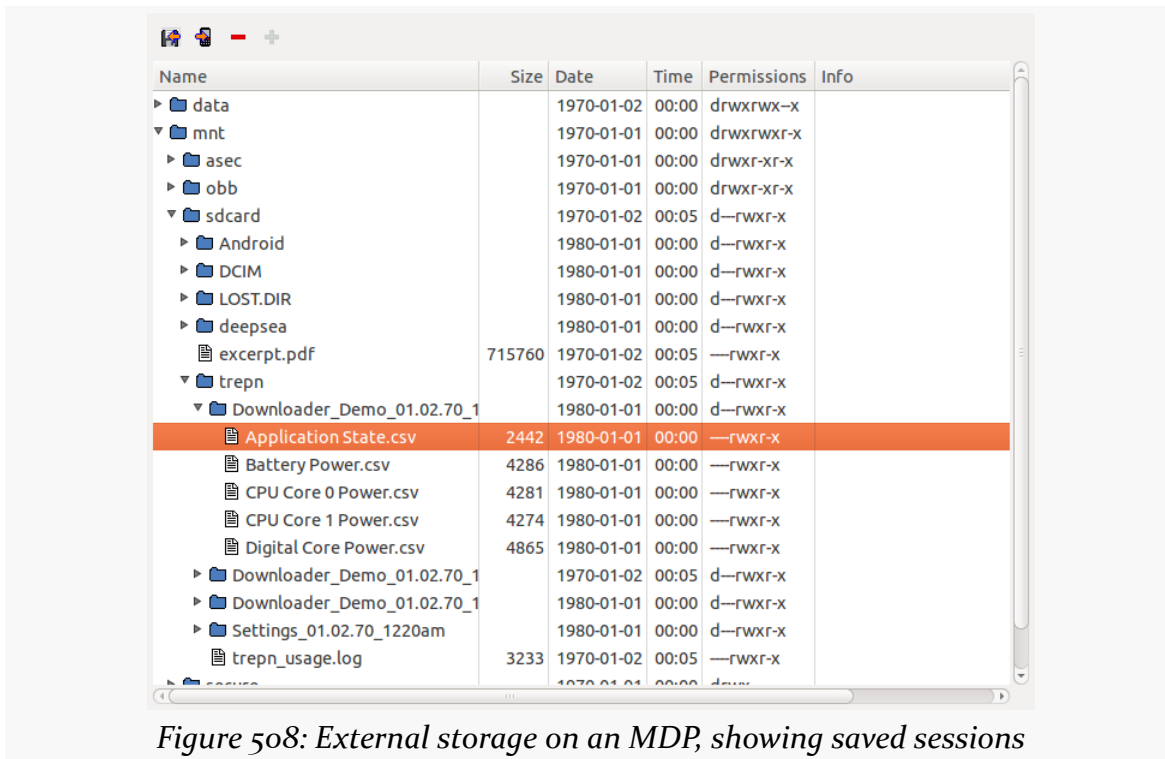 Name Size Date Time Permissions Info
data 1970-01-02 00:00 drwxrwx--x
mnt 1970-01-01 00:00 drwxrwxr-x
asec 1970-01-01 00:00 drwxr-xr-x
obb 1970-01-01 00:00 drwxr-xr-x
sdcard 1970-01-02 00:05 d---rwxr-x
Android 1980-01-01 00:00 d---rwxr-x
DCIM 1980-01-01 00:00 d---rwxr-x
LOST.DIR 1980-01-01 00:00 d---rwxr-x
deepsea 1980-01-01 00:00 d---rwxr-x
excerpt.pdf 715760 1970-01-02 00:05 ----rwxr-x
trepn 1970-01-02 00:05 d---rwxr-x
Downloader_Demo_01.02.70_1 1980-01-01 00:00 d---rwxr-x
Application State.csv 2442 1980-01-01 00:00 ----rwxr-x
Battery Power.csv 4286 1980-01-01 00:00 ----rwxr-x
CPU Core 0 Power.csv 4281 1980-01-01 00:00 ----rwxr-x
CPU Core 1 Power.csv 4274 1980-01-01 00:00 ----rwxr-x
Digital Core Power.csv 4865 1980-01-01 00:00 ----rwxr-x
Downloader_Demo_01.02.70_1 1970-01-02 00:05 d---rwxr-x
Downloader_Demo_01.02.70_1 1980-01-01 00:00 d---rwxr-x
Settings_01.02.70_1220am 1980-01-01 00:00 d---rwxr-x
trepn_usage.log 3233 1970-01-02 00:05 ----rwxr-x
secure 1970-01-01 00:00
Figure 508: External storage on an MDP, showing saved sessions